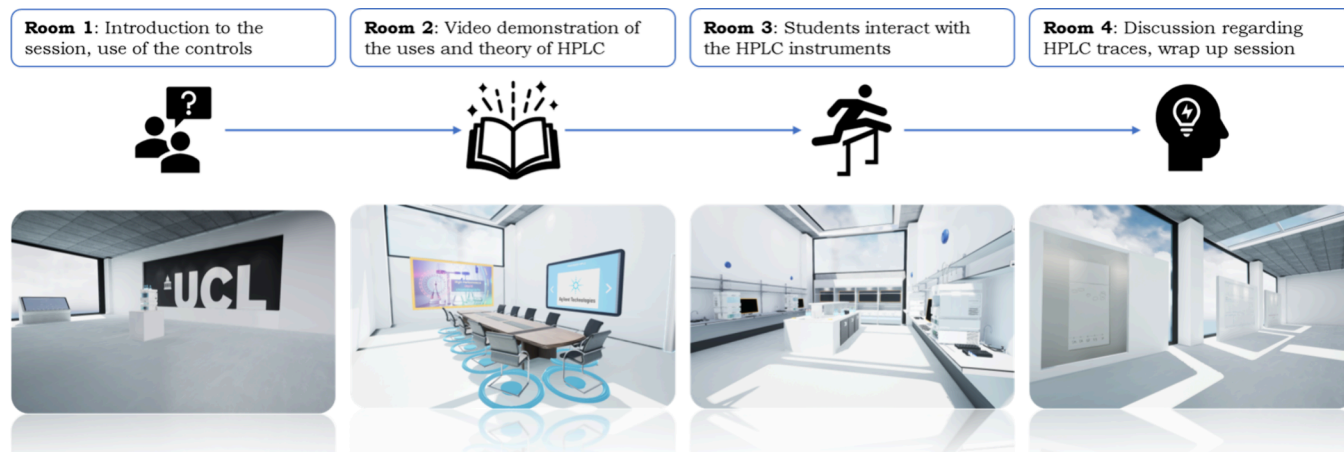 Room 1: Introduction to the
session, use of the controls
Room 2: Video demonstration of
the uses and theory of HPLC
Room 3: Students interact with
the HPLC instruments
Room 4: Discussion regarding
HPLC traces, wrap up session
?
UCL
Agilent Technologies